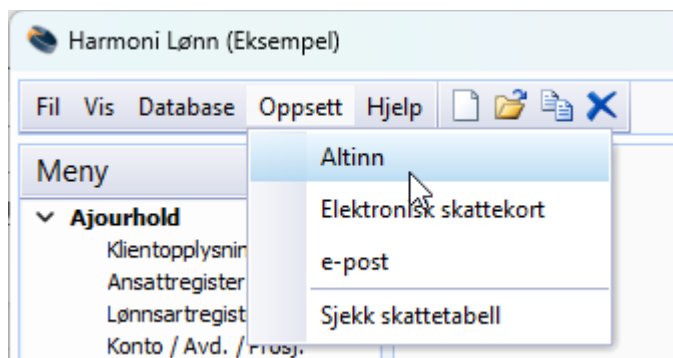 Harmoni Lønn (Eksempel)
Fil Vis Database Oppsett Hjelp
Altinn
Elektronisk skattekort
e-post
Sjekk skattetabell
Meny
Ajourhold
Klientopplysnin
Ansattregister
Lønnsartregist
Konto / Avd. /